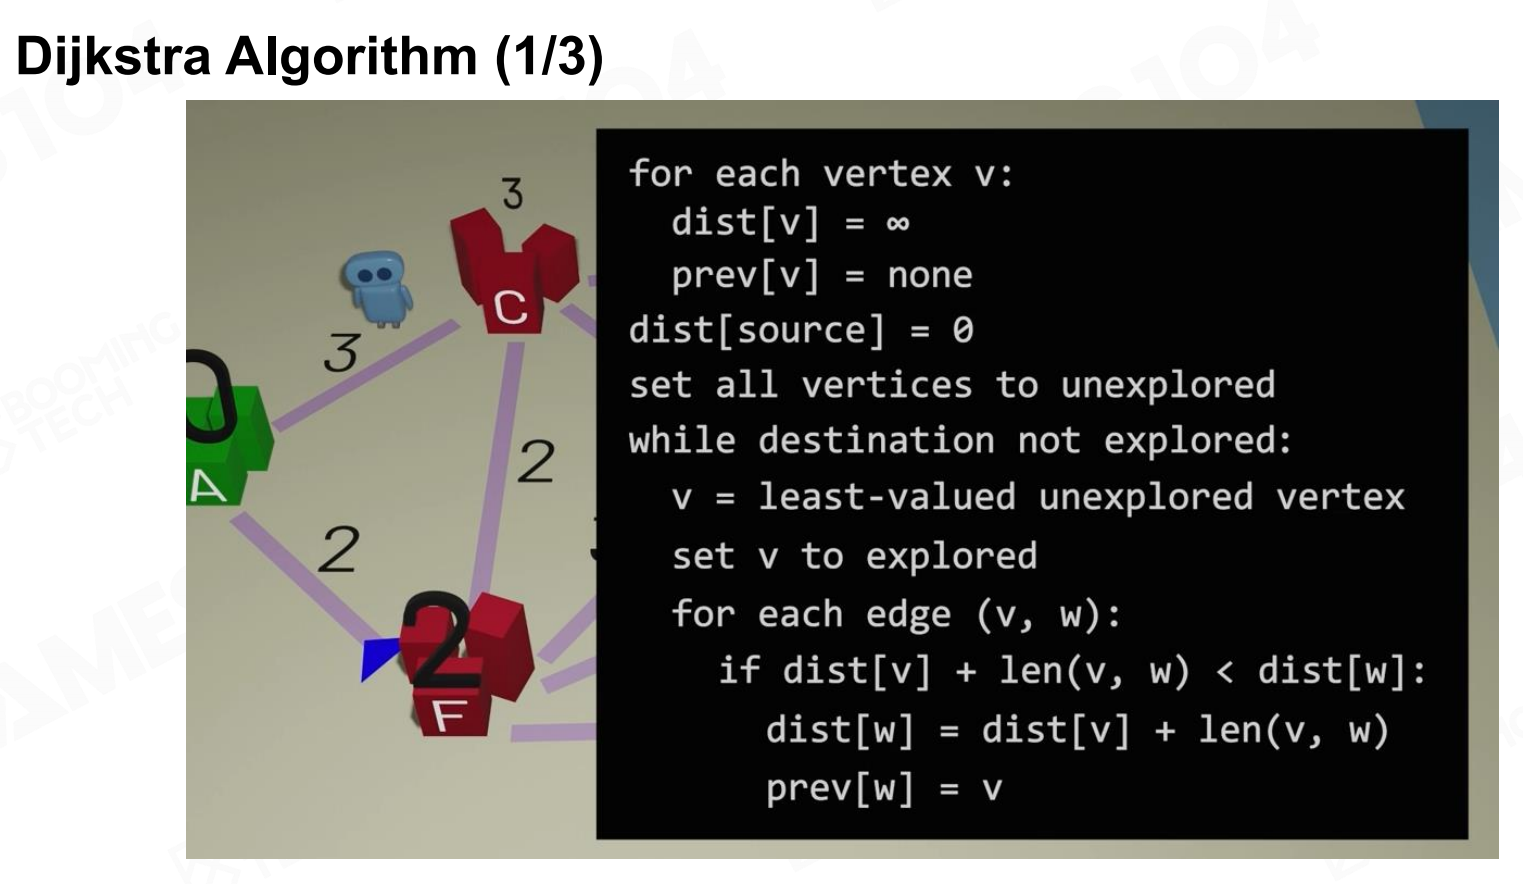 Dijkstra Algorithm (1/3)
for each vertex v:
dist[v] = ∞
prev[v] = none
dist[source] = 0
set all vertices to unexplored
while destination not explored:
v = least-valued unexplored vertex
set v to explored
for each edge (v, w):
if dist[v] + len(v, w) < dist[w]:
dist[w] = dist[v] + len(v, w)
prev[w] = v
3
C
3
0
A
2
2
2
F
BOOMING
TECH